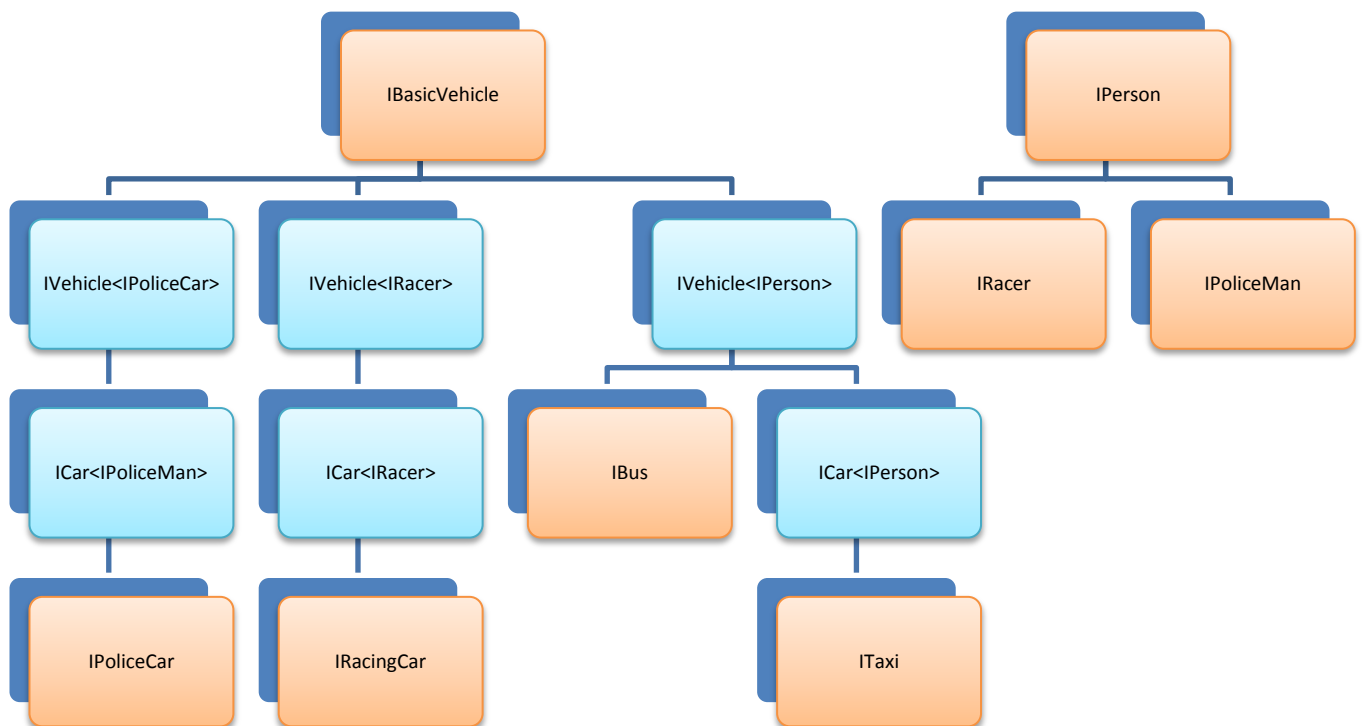 IBasicVehicle
IPerson
IVehicle<IPoliceCar>
IVehicle<IRacer>
IVehicle<IPerson>
IRacer
IPoliceMan
ICar<IPoliceMan>
ICar<IRacer>
IBus
ICar<IPerson>
IPoliceCar
IRacingCar
ITaxi